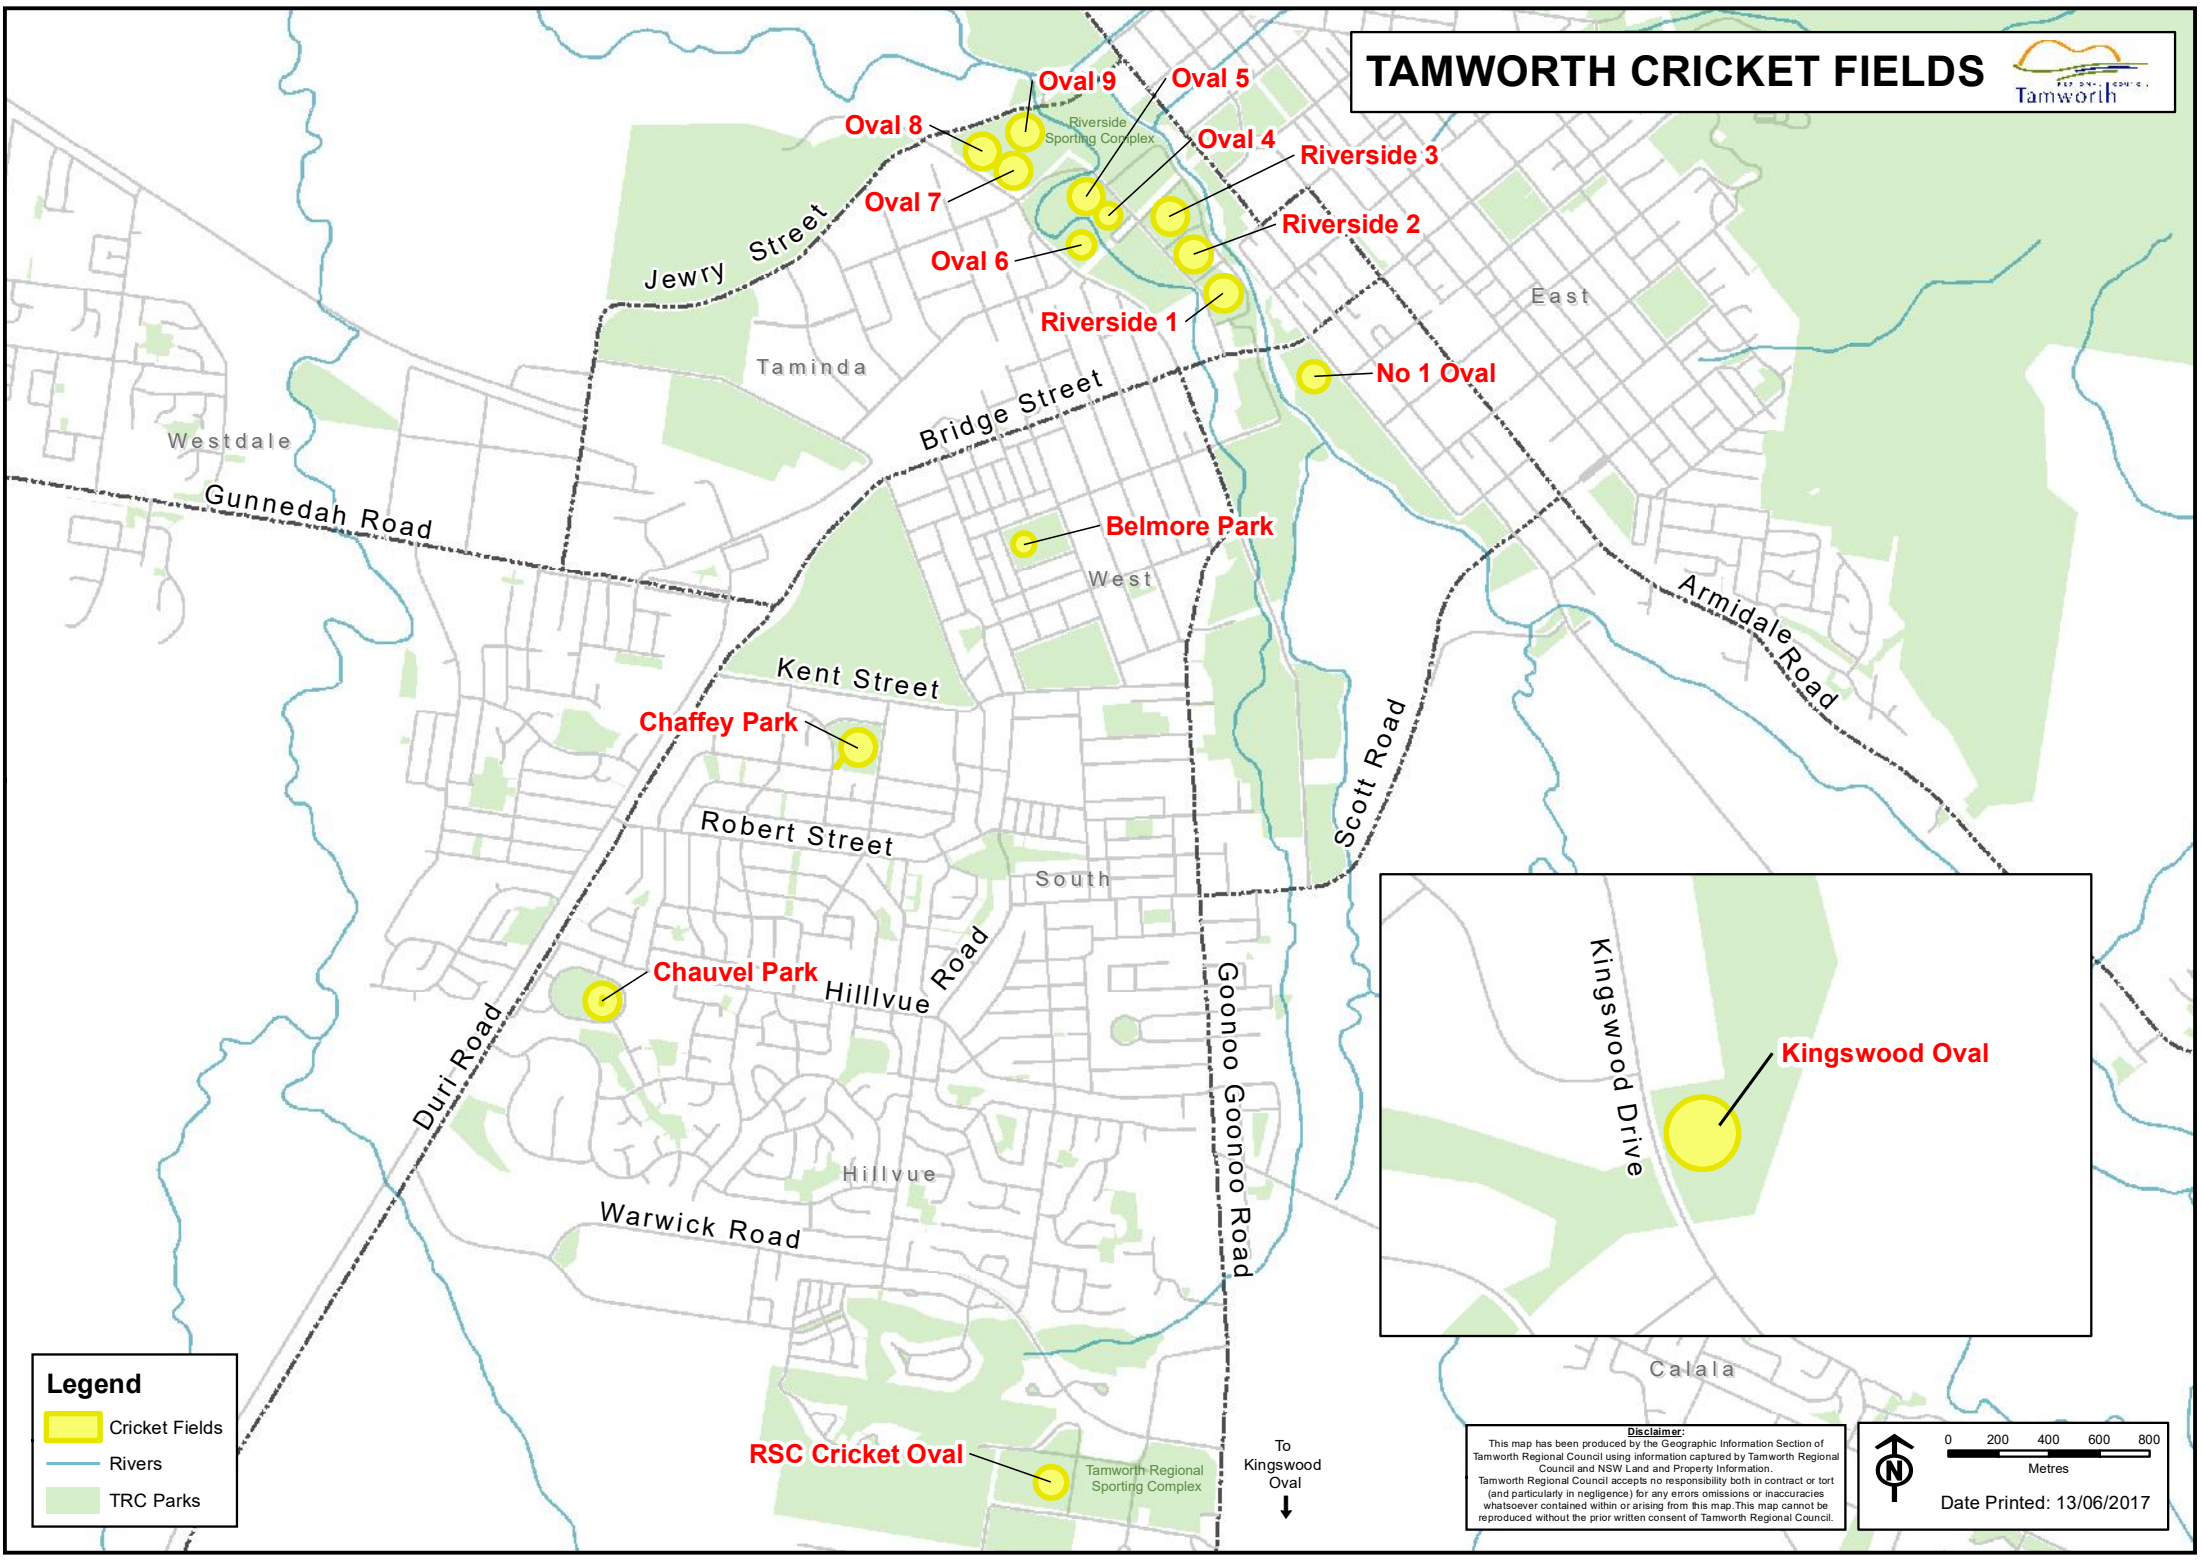 TAMWORTH CRICKET FIELDS
Tamworth
Oval 9
Oval 5
Oval 8
Riverside
Sporting Complex
Oval 4
Riverside 3
Oval 7
Riverside 2
Oval 6
Jewry Street
East
Riverside 1
Taminda
No 1 Oval
Bridge Street
Westdale
Gunnedah Road
Belmore Park
West
Armidale Road
Kent Street
Chaffey Park
Scott Road
Robert Street
South
Kingswood Drive
Chauvel Park
Hilllvue Road
Goonoo Goonoo Road
Duri Road
Kingswood Oval
Hillvue
Warwick Road
Calala
RSC Cricket Oval
Tamworth Regional
Sporting Complex
To
Kingswood
Oval
Legend
Cricket Fields
Rivers
TRC Parks
Disclaimer:
This map has been produced by the Geographic Information Section of
Tamworth Regional Council using information captured by Tamworth Regional
Council and NSW Land and Property Information.
Tamworth Regional Council accepts no responsibility both in contract or tort
(and particularly in negligence) for any errors omissions or inaccuracies
whatsoever contained within or arising from this map.This map cannot be
reproduced without the prior written consent of Tamworth Regional Council.
N
0 200 400 600 800
Metres
Date Printed: 13/06/2017